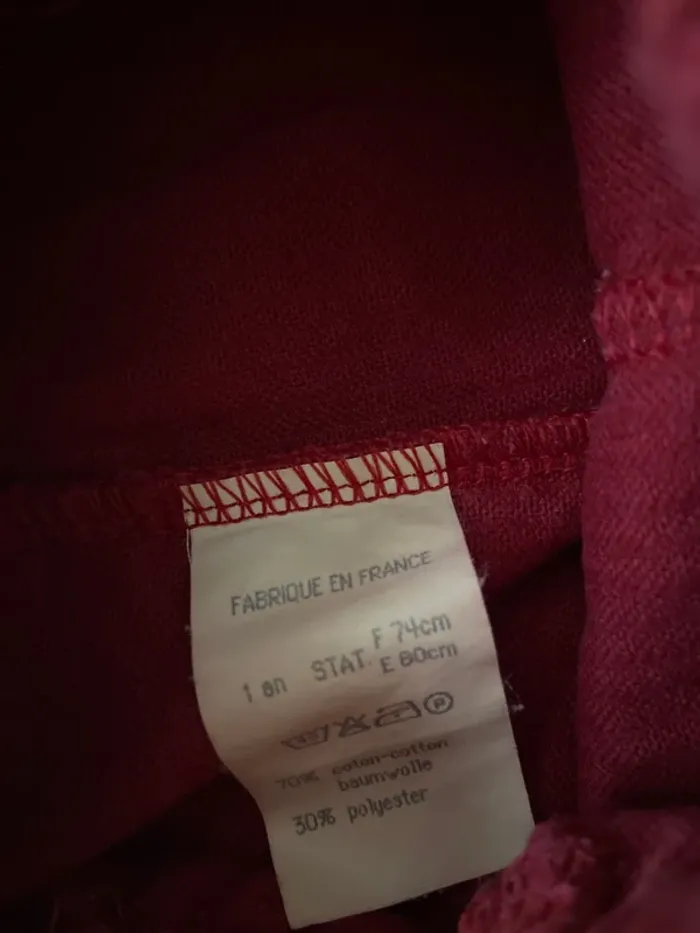 FABRIQUE EN FRANCE
1 an STAT. F 74cm
E 80cm
P
70% coton-cotton
baumwolle
30% polyester